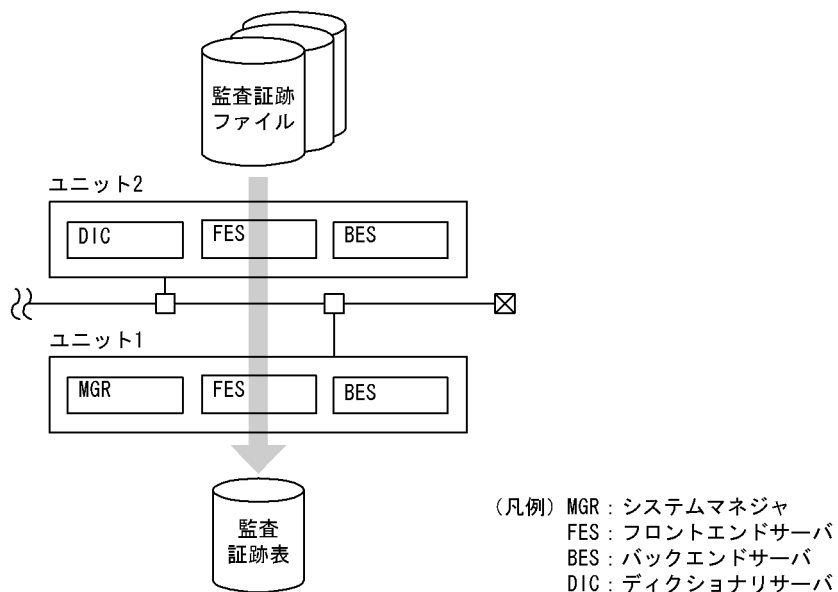 監査証跡
ファイル
ユニット2
DIC
FES
BES
ユニット1
MGR
FES
BES
監査
証跡表
(凡例) MGR:システムマネジャ
FES:フロントエンドサーバ
BES:バックエンドサーバ
DIC:ディクショナリサーバ